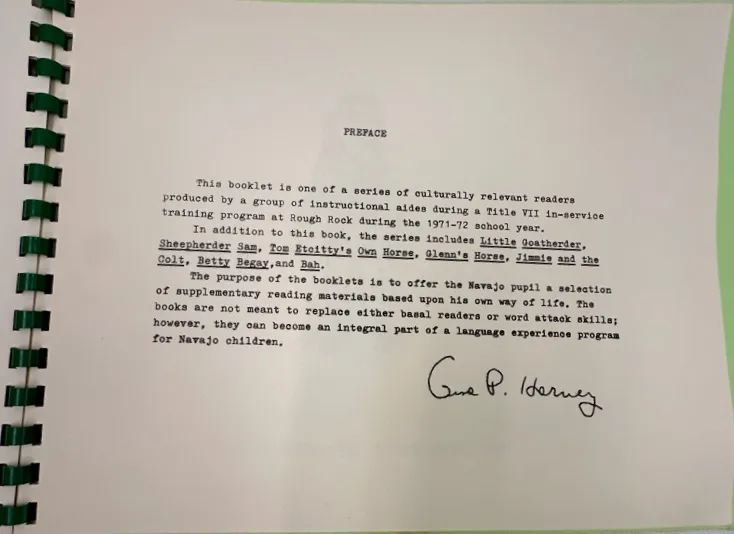 PREFACE
This booklet is one of a series of culturally relevant readers
produced by a group of instructional aides during a Title VII in-service
training program at Rough Rock during the 1971-72 school year.
In addition to this book, the series includes Little Goatherder,
Sheepherder Sam, Tom Etcitty's Own Horse, Glenn's Horse, Jimmie and the
Colt, Betty Begay,and Bah.
The purpose of the booklets is to offer the Navajo pupil a selection
of supplementary reading materials based upon his own way of life. The
books are not meant to replace either basal readers or word attack skills;
however, they can become an integral part of a language experience program
for Navajo children.
P. Harvey